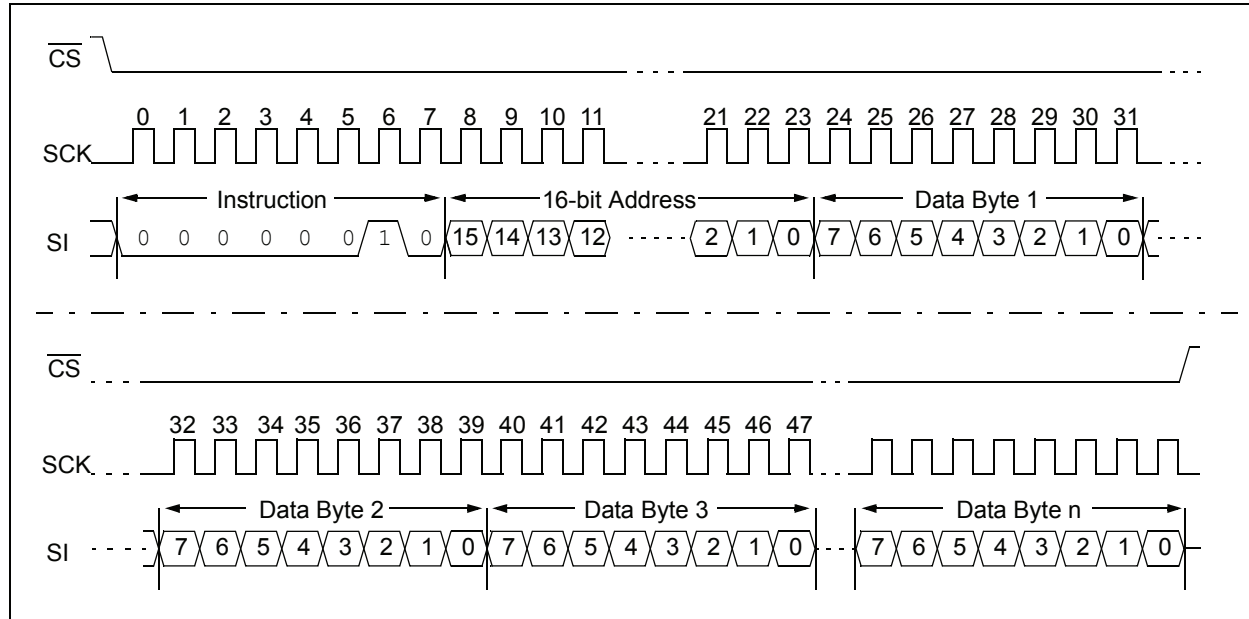 CS
0 1 2 3 4 5 6 7 8 9 10 11 21 22 23 24 25 26 27 28 29 30 31
SCK
Instruction 16-bit Address Data Byte 1
SI 0 0 0 0 0 0 1 0 15 14 13 12 2 1 0 7 6 5 4 3 2 1 0
CS
32 33 34 35 36 37 38 39 40 41 42 43 44 45 46 47
SCK
Data Byte 2 Data Byte 3 Data Byte n
SI 7 6 5 4 3 2 1 0 7 6 5 4 3 2 1 0 7 6 5 4 3 2 1 0